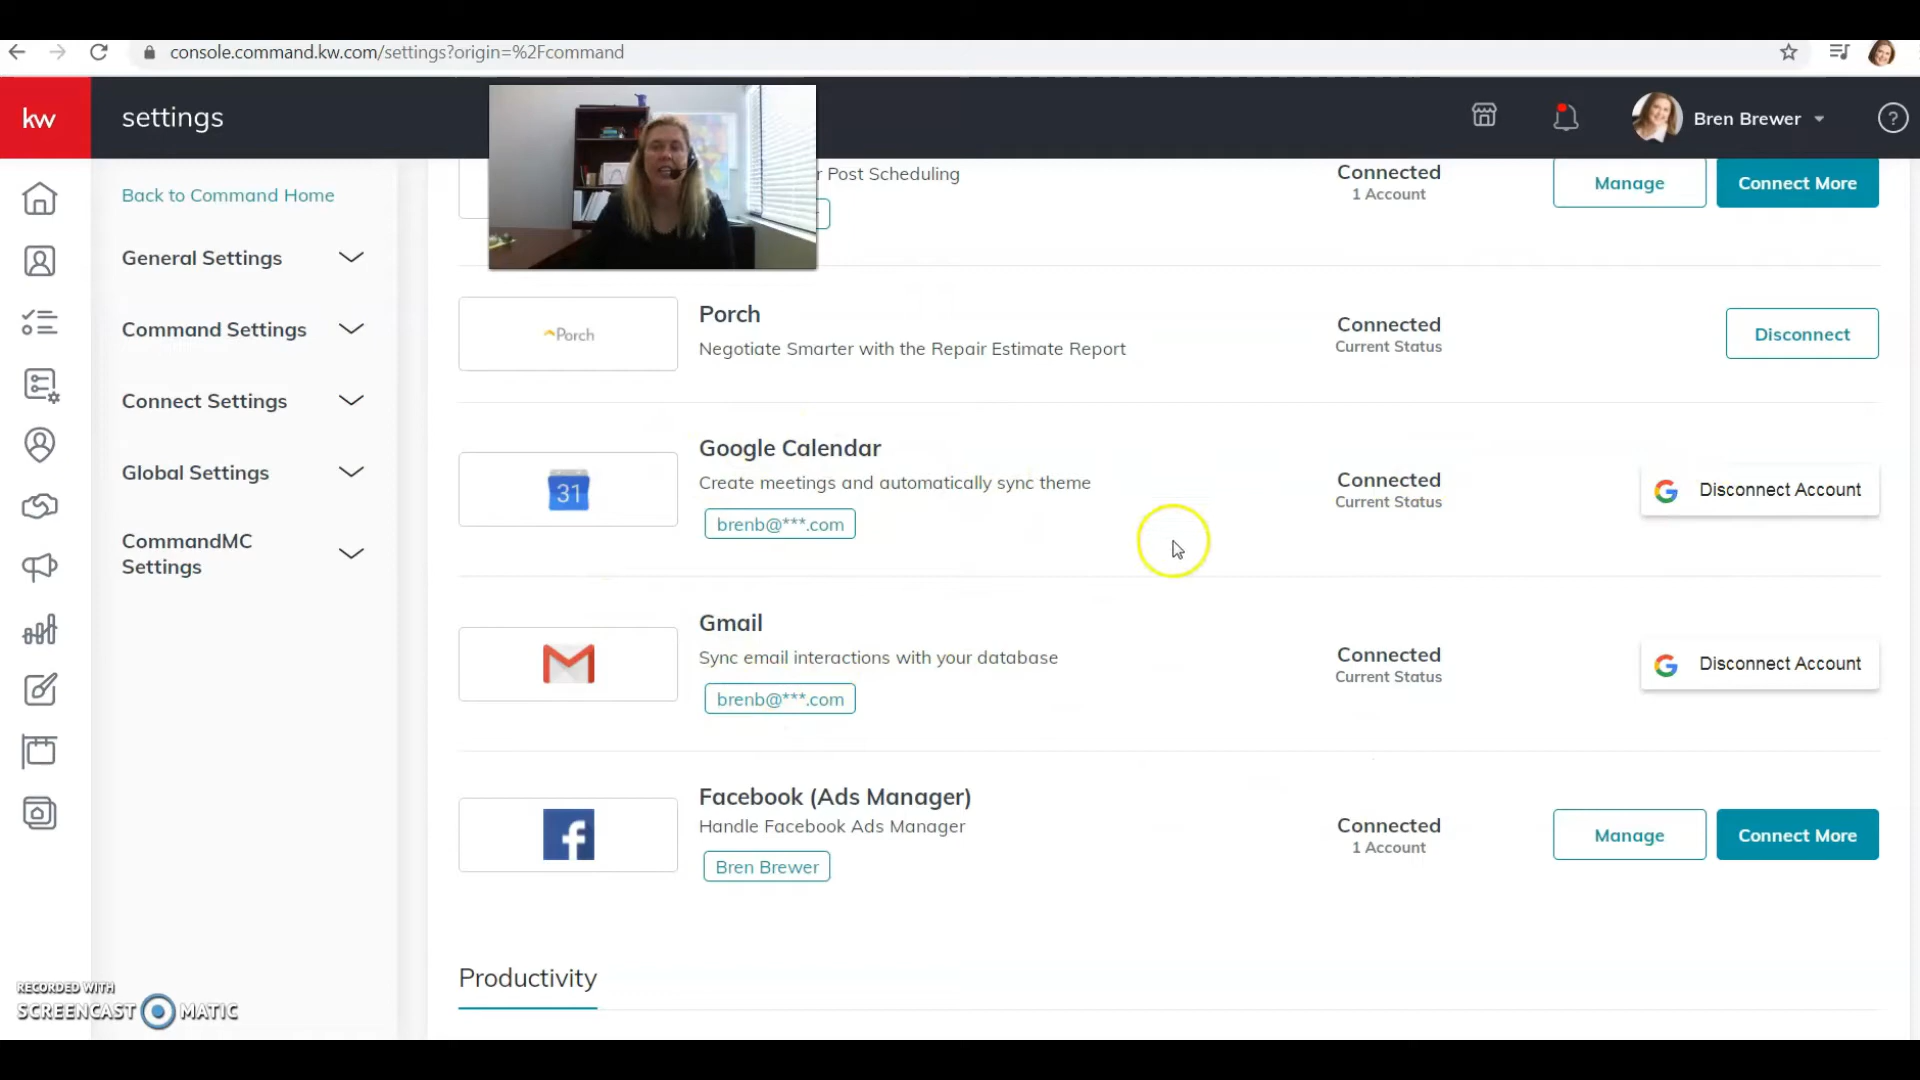 console.command.kw.com/settings?origin=%2Fcommand
kw
settings
Bren Brewer
?
Back to Command Home
General Settings
Command Settings
Connect Settings
Global Settings
CommandMC
Settings
Post Scheduling
Connected
1 Account
Manage
Connect More
Porch
Porch
Negotiate Smarter with the Repair Estimate Report
Connected
Current Status
Disconnect
31
Google Calendar
Create meetings and automatically sync theme
brenb@***.com
Connected
Current Status
G Disconnect Account
Gmail
Sync email interactions with your database
brenb@***.com
Connected
Current Status
G Disconnect Account
f
Facebook (Ads Manager)
Handle Facebook Ads Manager
Bren Brewer
Connected
1 Account
Manage
Connect More
Productivity
RECORDED WITH
SCREENCAST MATIC